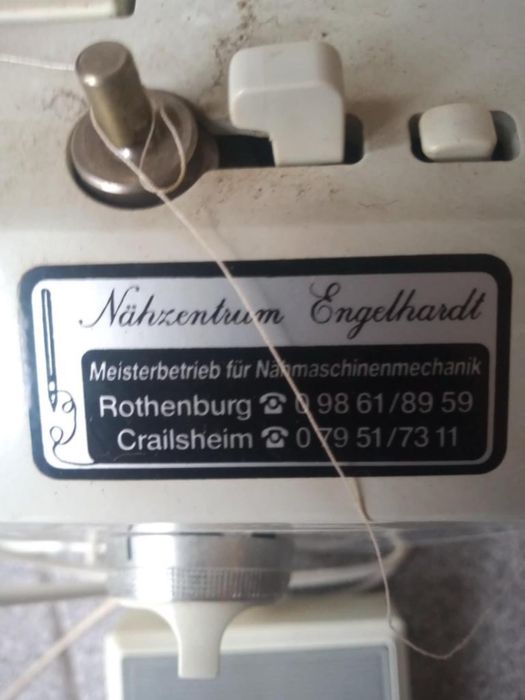 Nähzentrum Engelhardt
Meisterbetrieb für Nähmaschinenmechanik
Rothenburg ☎ 0 98 61/89 59
Crailsheim ☎ 0 79 51/73 11